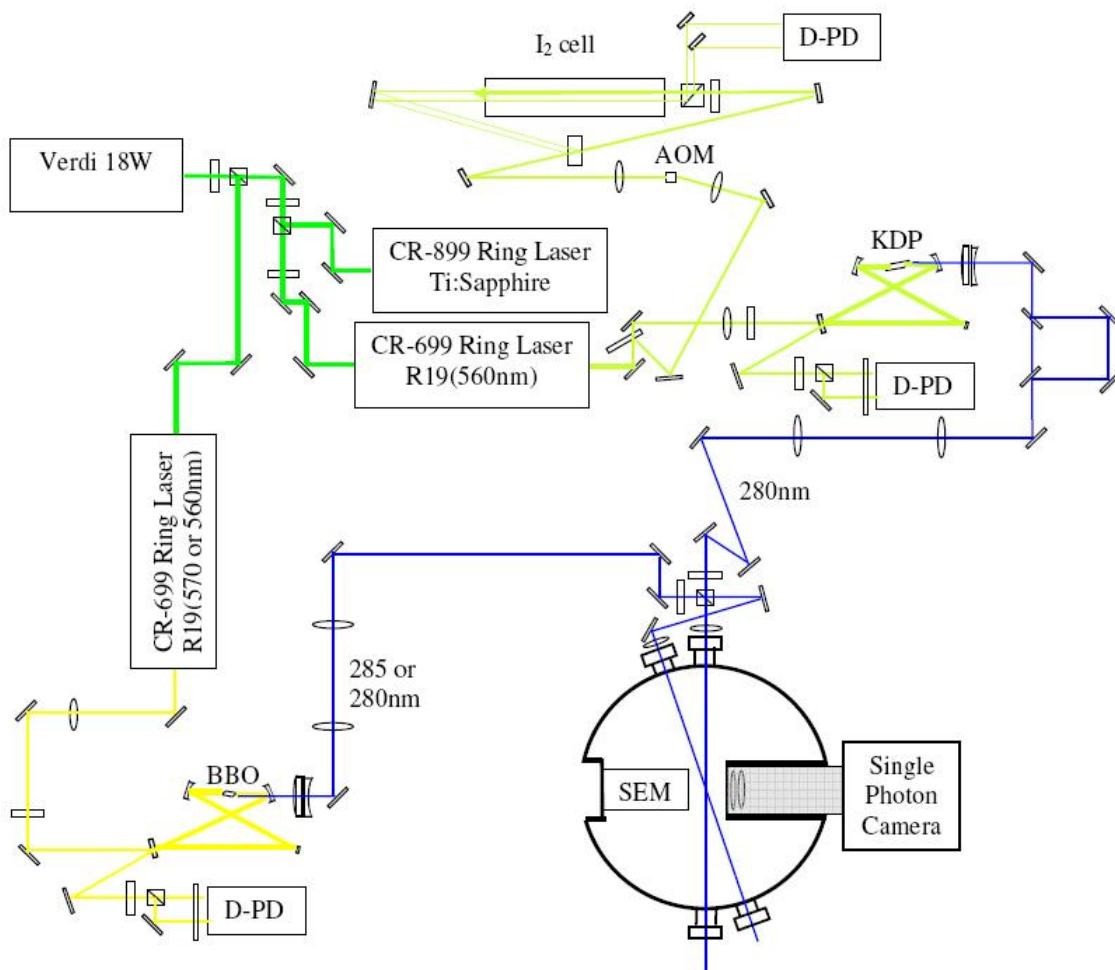 I₂ cell
D-PD
Verdi 18W
AOM
KDP
CR-899 Ring Laser
Ti:Sapphire
CR-699 Ring Laser
R19(560nm)
D-PD
280nm
CR-699 Ring Laser
R19(570 or 560nm)
285 or
280nm
BBO
SEM
Single
Photon
Camera
D-PD